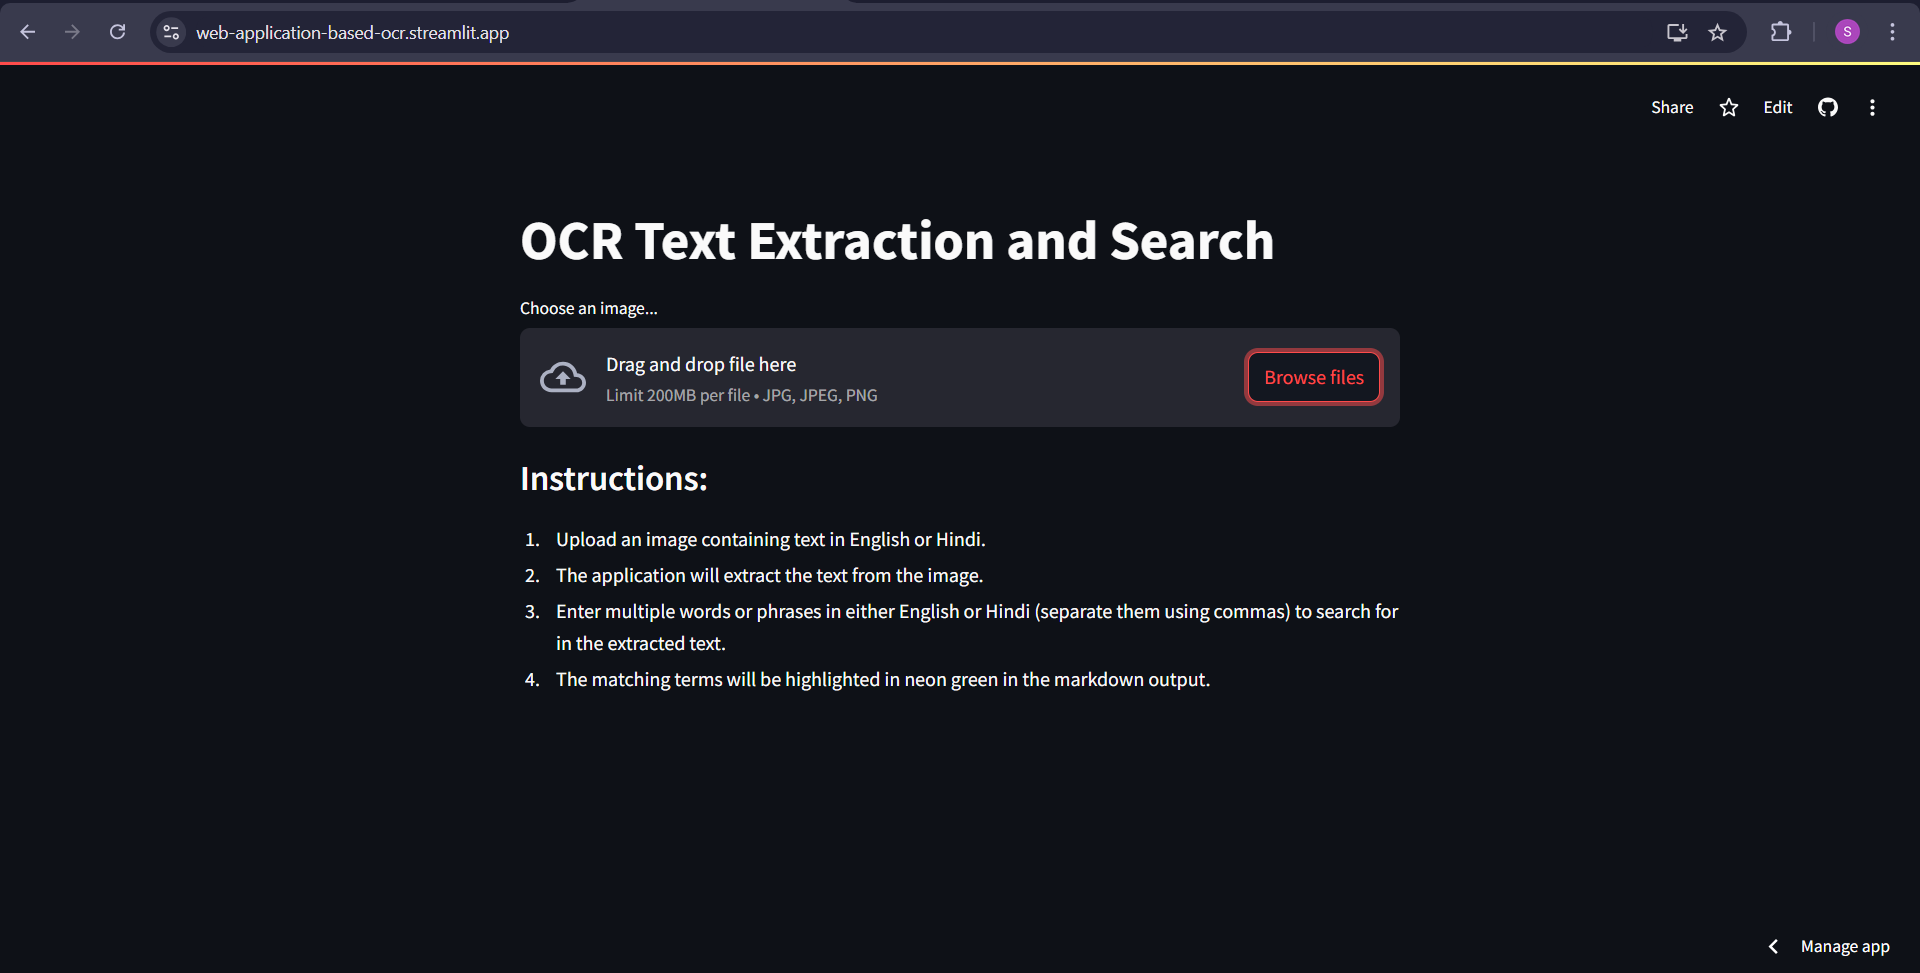 web-application-based-ocr.streamlit.app
S
Share
Edit
OCR Text Extraction and Search
Choose an image...
Drag and drop file here
Limit 200MB per file • JPG, JPEG, PNG
Browse files
Instructions:
1. Upload an image containing text in English or Hindi.
2. The application will extract the text from the image.
3. Enter multiple words or phrases in either English or Hindi (separate them using commas) to search for
in the extracted text.
4. The matching terms will be highlighted in neon green in the markdown output.
Manage app